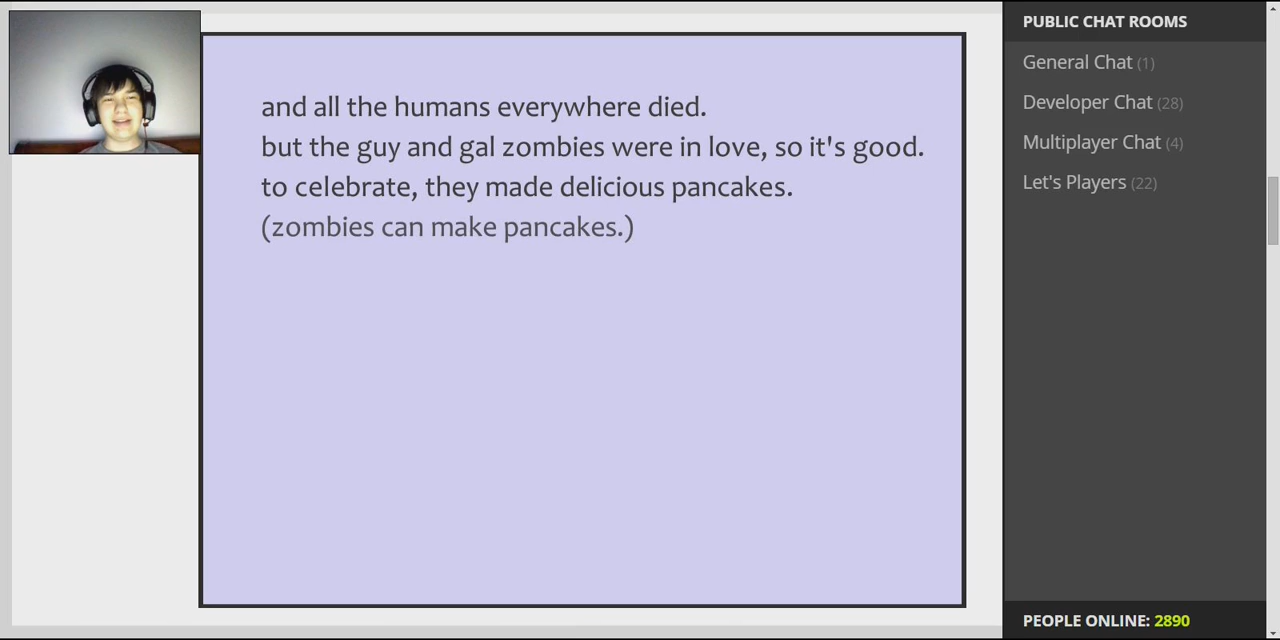 and all the humans everywhere died.
but the guy and gal zombies were in love, so it's good.
to celebrate, they made delicious pancakes.
(zombies can make pancakes.)
PUBLIC CHAT ROOMS
General Chat (1)
Developer Chat (28)
Multiplayer Chat (4)
Let's Players (22)
PEOPLE ONLINE: 2890